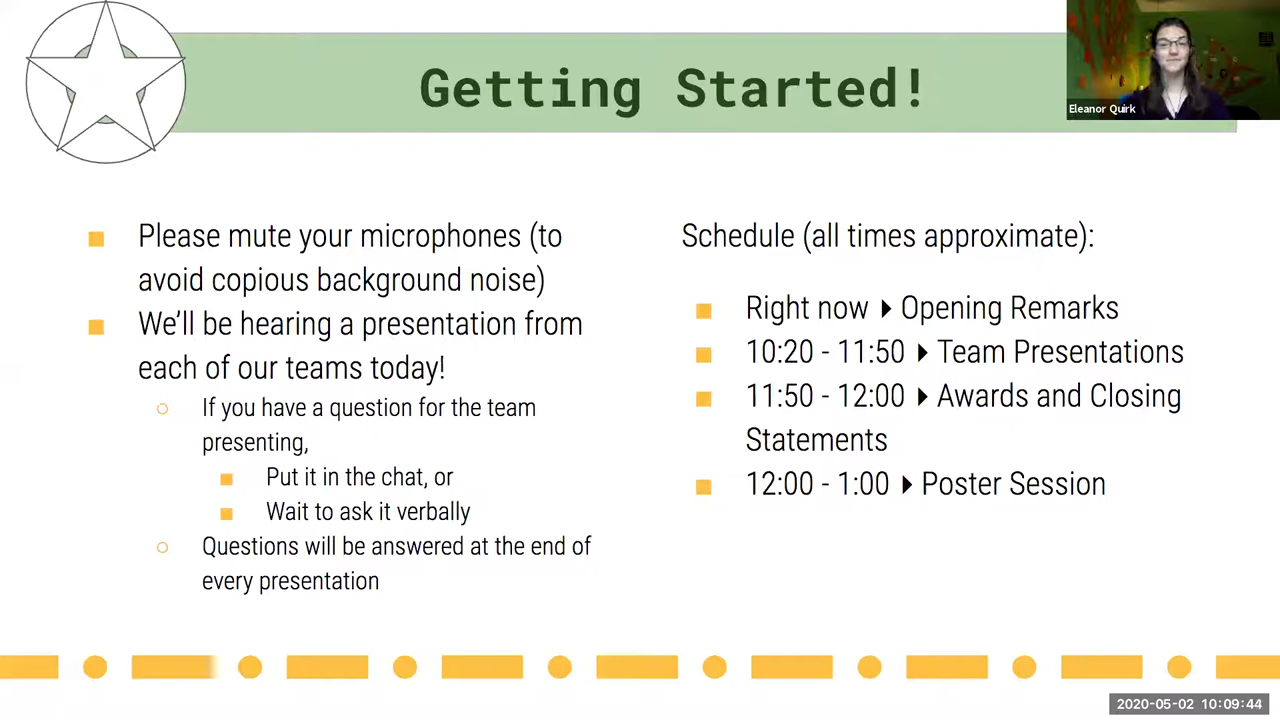 Getting Started!
Eleanor Quirk
Please mute your microphones (to
avoid copious background noise)
We’ll be hearing a presentation from
each of our teams today!
If you have a question for the team
presenting,
Put it in the chat, or
Wait to ask it verbally
Questions will be answered at the end of
every presentation
Schedule (all times approximate):
Right now ▸ Opening Remarks
10:20 - 11:50 ▸ Team Presentations
11:50 - 12:00 ▸ Awards and Closing
Statements
12:00 - 1:00 ▸ Poster Session
2020-05-02 10:09:44